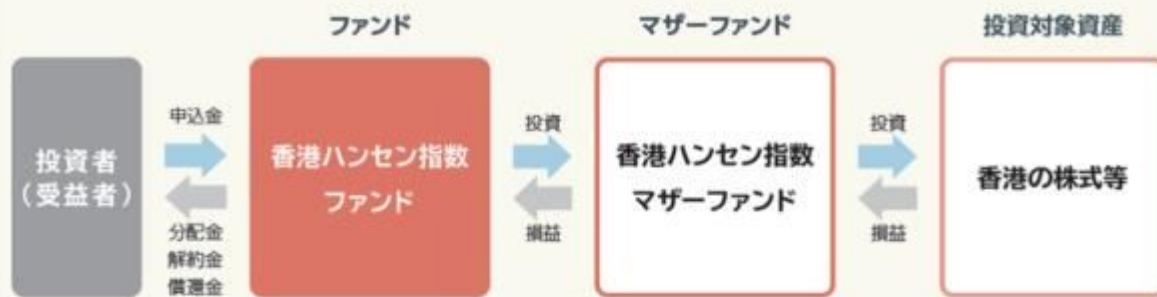 ファンド
マザーファンド
投資対象資産
投資者
（受益者）
申込金
分配金
解約金
償還金
香港ハンセン指数
ファンド
投資
損益
香港ハンセン指数
マザーファンド
投資
損益
香港の株式等